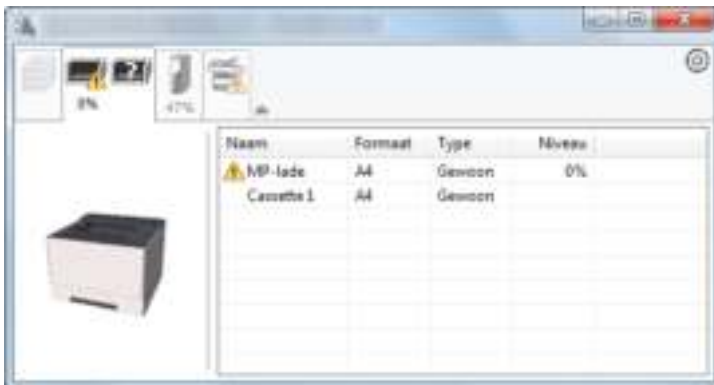 0%
47%
Naam Formaat Type Niveau
MP-lade A4 Gewoon 0%
Cassette 1 A4 Gewoon